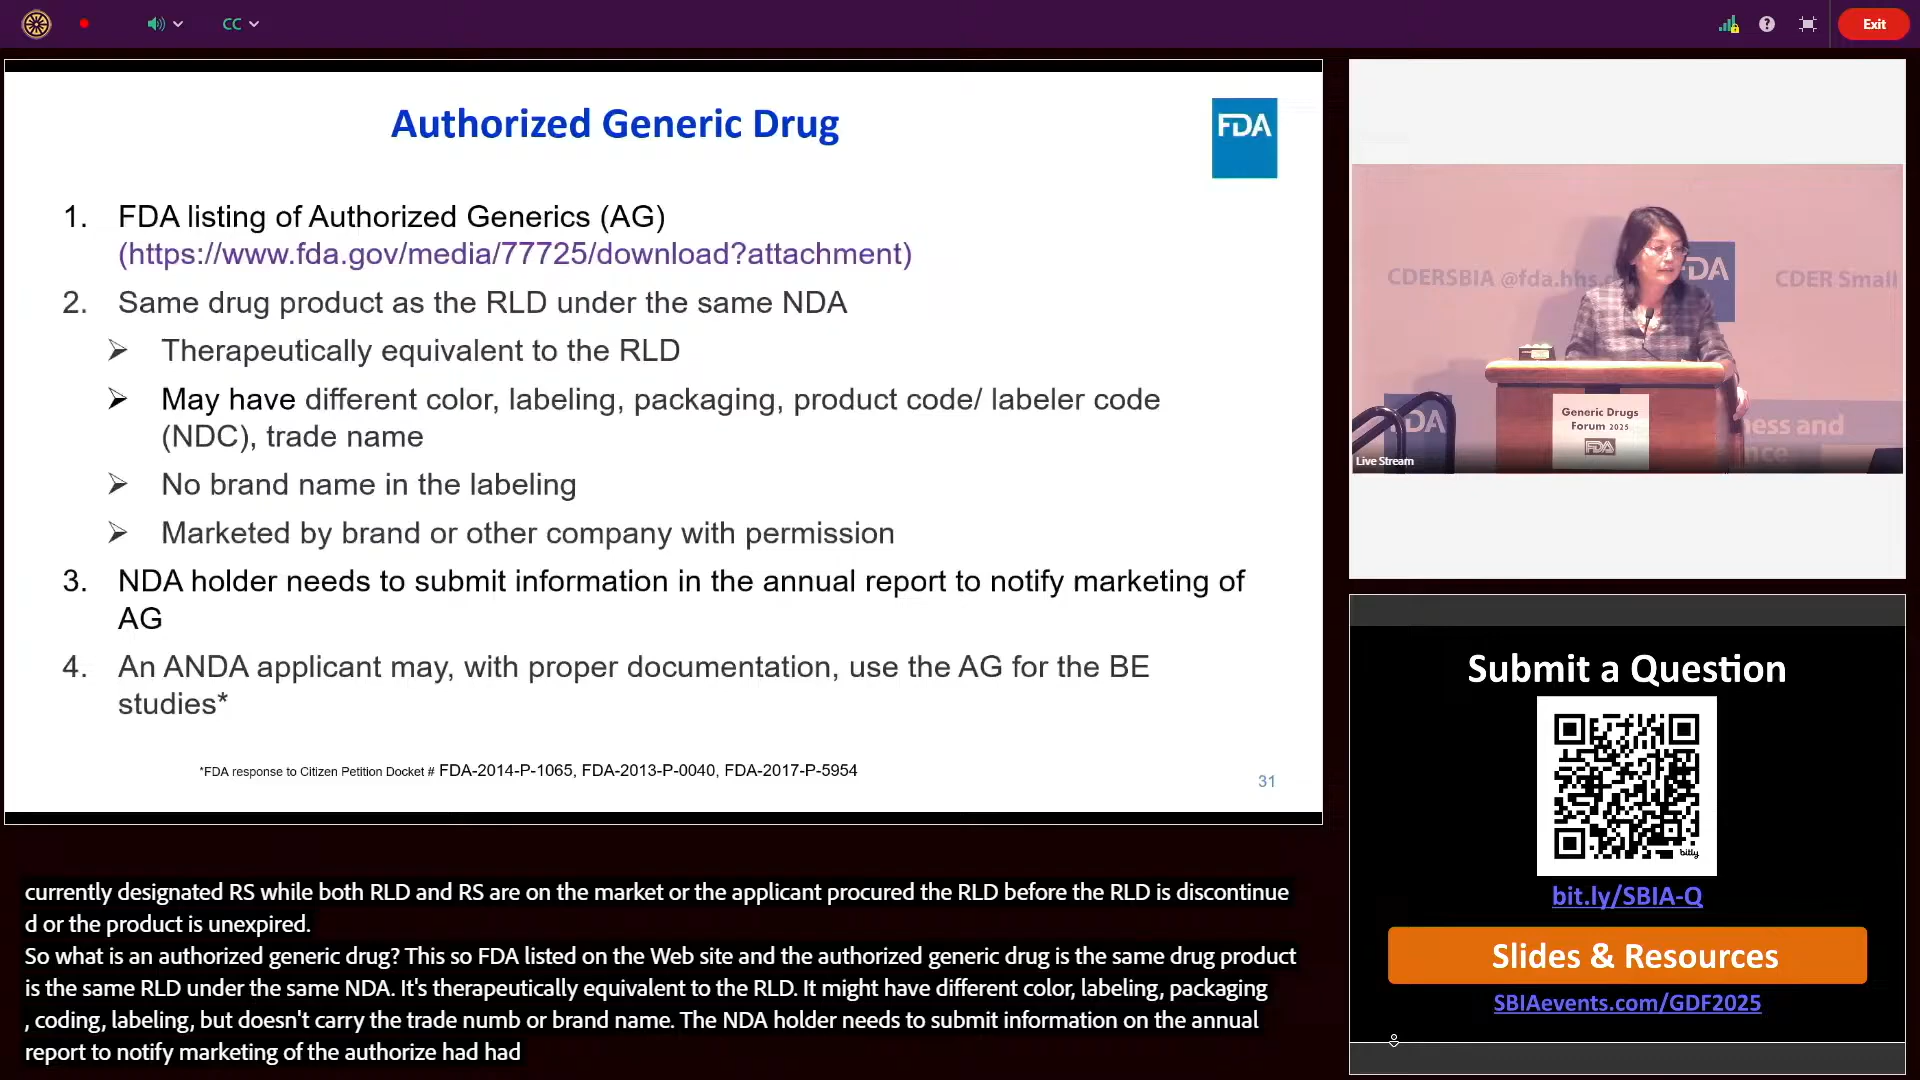 CC
Exit
Authorized Generic Drug
FDA
1. FDA listing of Authorized Generics (AG)
(https://www.fda.gov/media/77725/download?attachment)
2. Same drug product as the RLD under the same NDA
➢ Therapeutically equivalent to the RLD
➢ May have different color, labeling, packaging, product code/ labeler code
(NDC), trade name
➢ No brand name in the labeling
➢ Marketed by brand or other company with permission
3. NDA holder needs to submit information in the annual report to notify marketing of
AG
4. An ANDA applicant may, with proper documentation, use the AG for the BE
studies*
*FDA response to Citizen Petition Docket # FDA-2014-P-1065, FDA-2013-P-0040, FDA-2017-P-5954
31
CDERSBIA @fda.hhs.
FDA
CDER Small
FDA
Generic Drugs
Forum 2025
FDA
ness and
nce
Live Stream
Submit a Question
bitly
bit.ly/SBIA-Q
Slides & Resources
SBIAevents.com/GDF2025
currently designated RS while both RLD and RS are on the market or the applicant procured the RLD before the RLD is discontinue
d or the product is unexpired.
So what is an authorized generic drug? This so FDA listed on the Web site and the authorized generic drug is the same drug product
is the same RLD under the same NDA. It's therapeutically equivalent to the RLD. It might have different color, labeling, packaging
, coding, labeling, but doesn't carry the trade numb or brand name. The NDA holder needs to submit information on the annual
report to notify marketing of the authorize had had